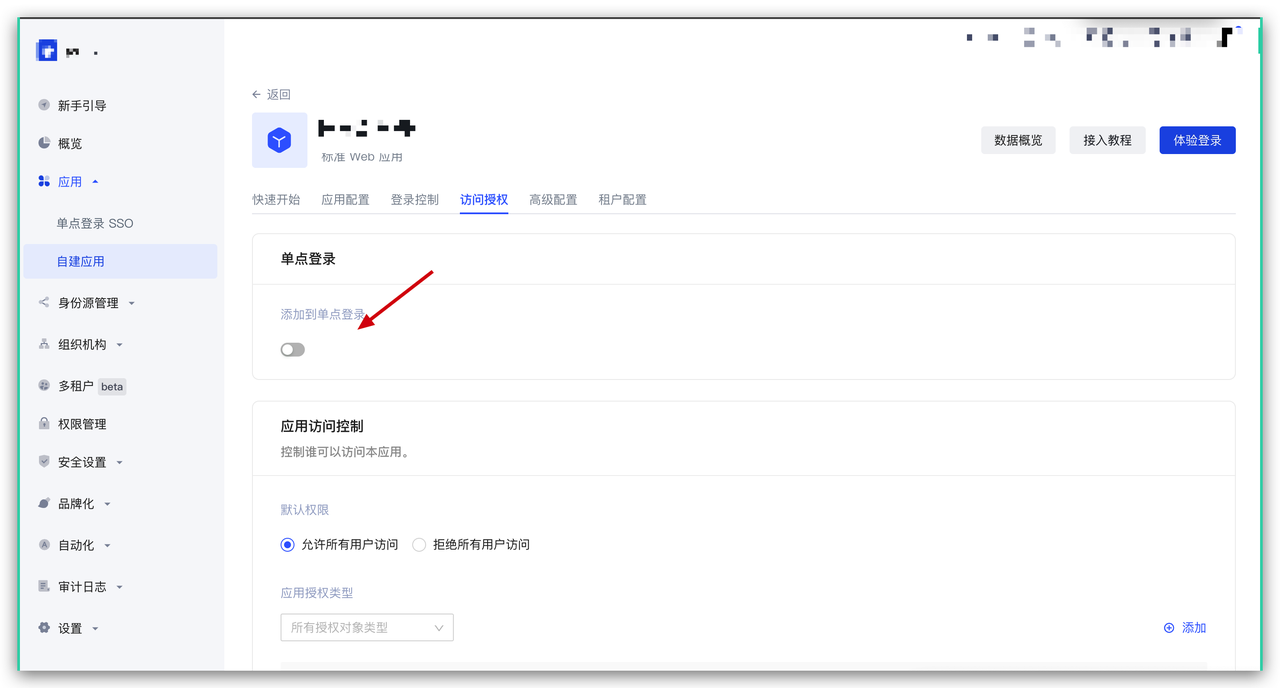 返回
标准 Web 应用
数据概览 接入教程 体验登录
快速开始 应用配置 登录控制 访问授权 高级配置 租户配置
新手引导
概览
应用
单点登录 SSO
自建应用
身份源管理
组织机构
多租户 beta
权限管理
安全设置
品牌化
自动化
审计日志
设置
单点登录
添加到单点登录
应用访问控制
控制谁可以访问本应用。
默认权限
允许所有用户访问 拒绝所有用户访问
应用授权类型
所有授权对象类型
添加